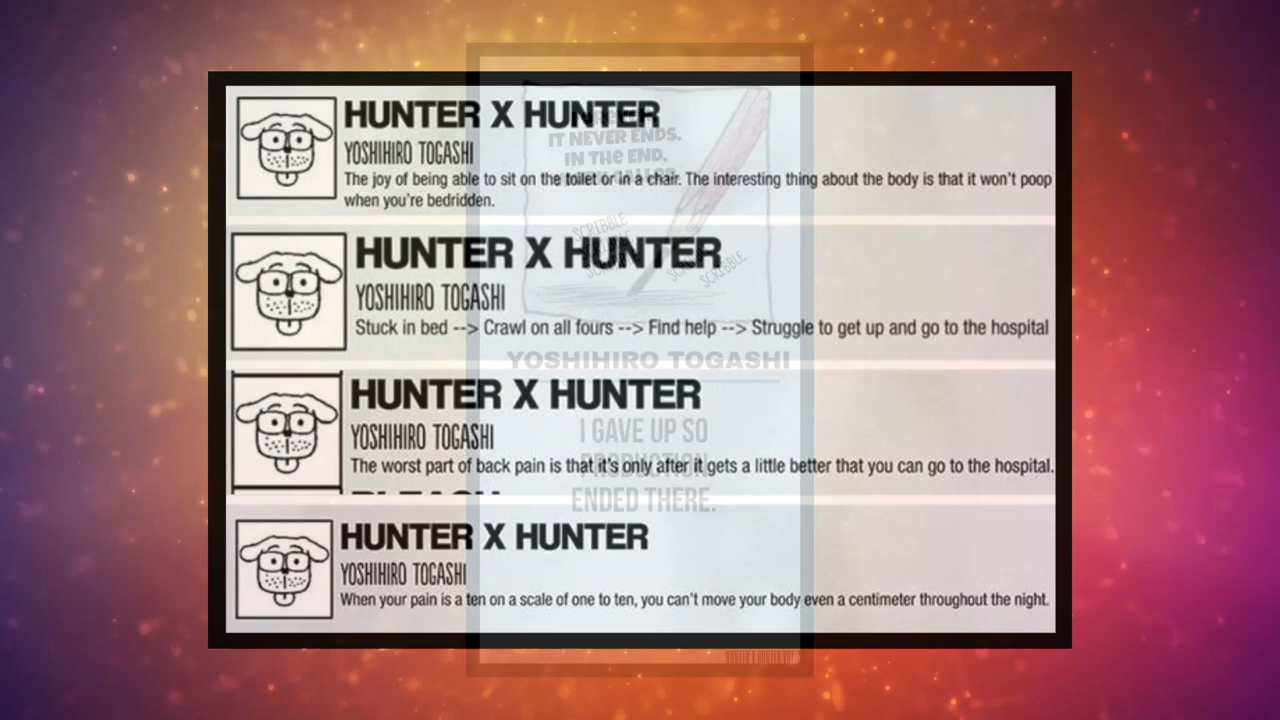 HUNTER X HUNTER
YOSHIHIRO TOGASHI
The joy of being able to sit on the toilet or in a chair. The interesting thing about the body is that it won't poop
when you're bedridden.
HUNTER X HUNTER
YOSHIHIRO TOGASHI
Stuck in bed --> Crawl on all fours --> Find help --> Struggle to get up and go to the hospital
HUNTER X HUNTER
YOSHIHIRO TOGASHI
The worst part of back pain is that it's only after it gets a little better that you can go to the hospital.
BLEACH
HUNTER X HUNTER
YOSHIHIRO TOGASHI
When your pain is a ten on a scale of one to ten, you can't move your body even a centimeter throughout the night.
IT NEVER ENDS.
IN THE END,
SCRIBBLE
SCRIBBLE
YOSHIHIRO TOGASHI
I GAVE UP SO
PRODUCTION
ENDED THERE.